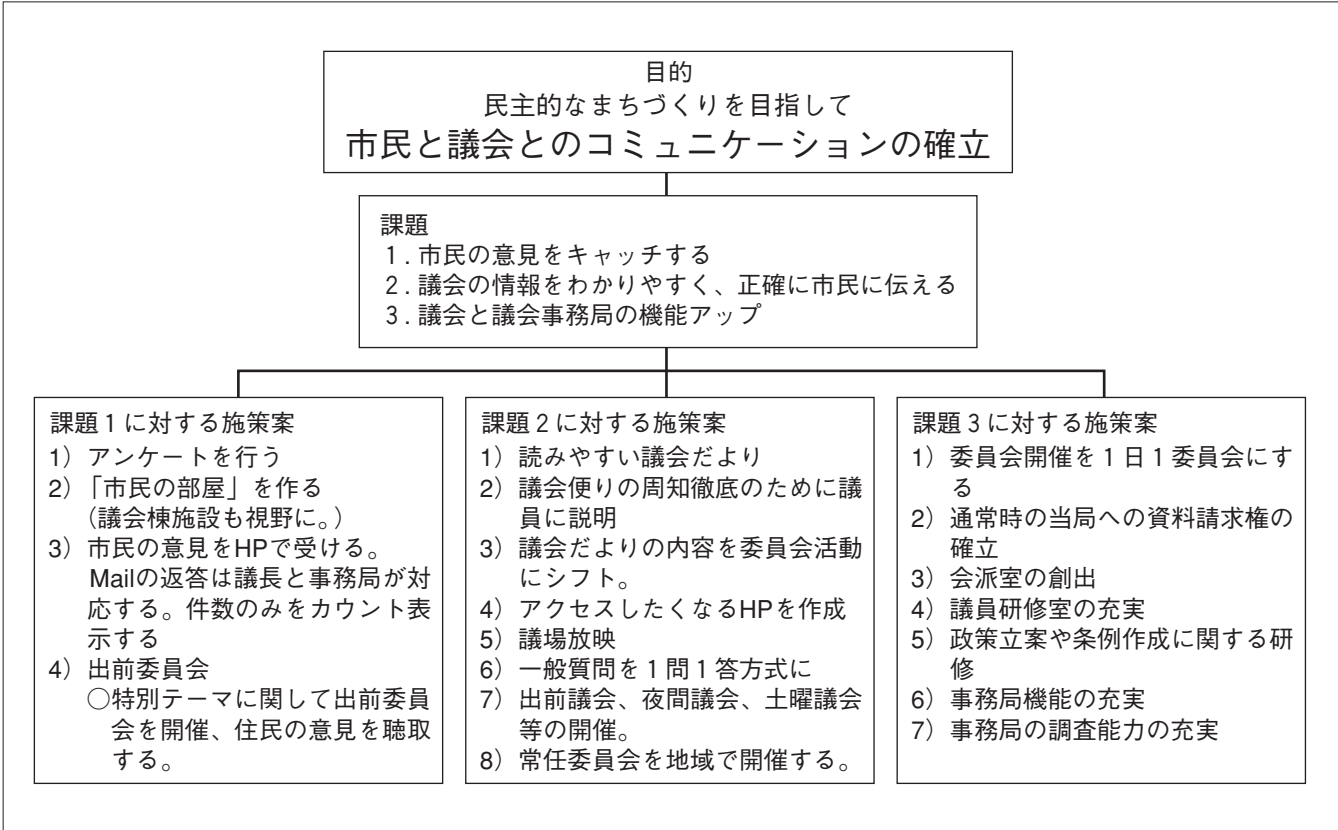 目的
民主的なまちづくりを目指して
市民と議会とのコミュニケーションの確立
課題
1．市民の意見をキャッチする
2．議会の情報をわかりやすく、正確に市民に伝える
3．議会と議会事務局の機能アップ
課題1に対する施策案
1）アンケートを行う
2）「市民の部屋」を作る
（議会棟施設も視野に。）
3）市民の意見をHPで受ける。
Mailの返答は議長と事務局が対
応する。件数のみをカウント表
示する
4）出前委員会
○特別テーマに関して出前委員
会を開催、住民の意見を聴取
する。
課題2に対する施策案
1）読みやすい議会だより
2）議会便りの周知徹底のために議
員に説明
3）議会だよりの内容を委員会活動
にシフト。
4）アクセスしたくなるHPを作成
5）議場放映
6）一般質問を1問1答方式に
7）出前議会、夜間議会、土曜議会
等の開催。
8）常任委員会を地域で開催する。
課題3に対する施策案
1）委員会開催を1日1委員会にす
る
2）通常時の当局への資料請求権の
確立
3）会派室の創出
4）議員研修室の充実
5）政策立案や条例作成に関する研
修
6）事務局機能の充実
7）事務局の調査能力の充実